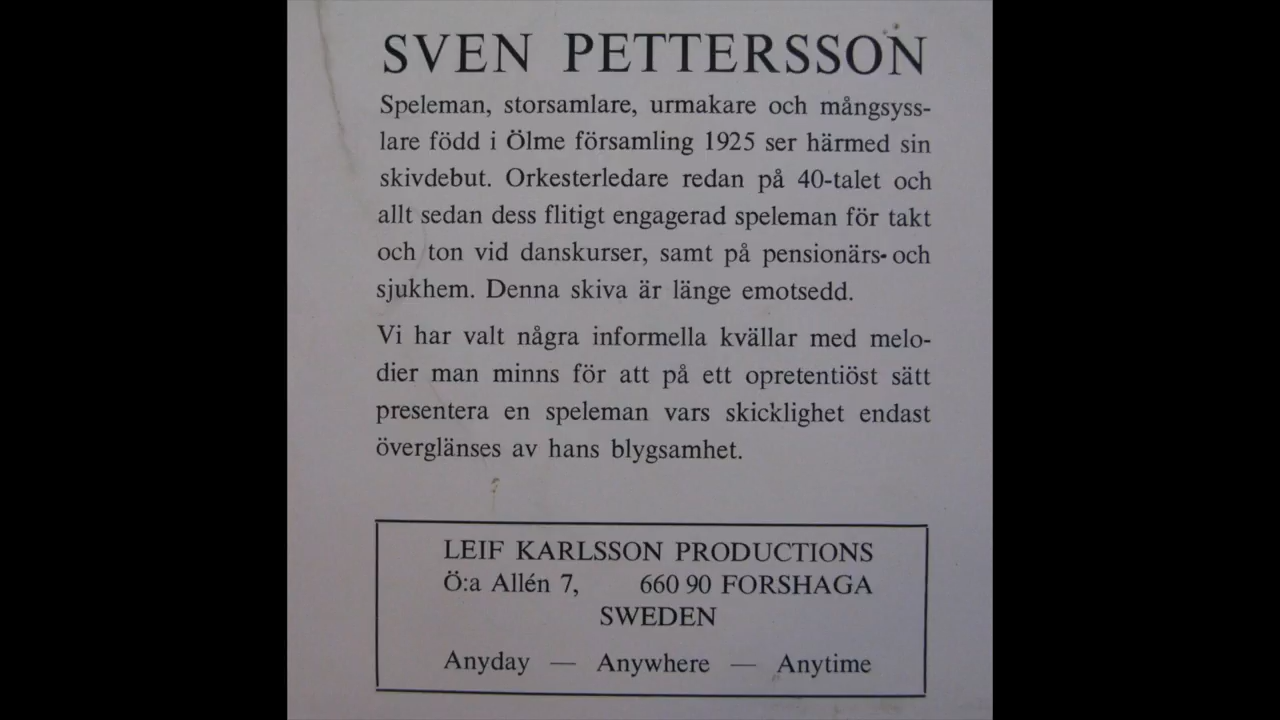 SVEN PETTERSSON
Speleman, storsamlare, urmakare och mångsyss-
lare född i Ölme församling 1925 ser härmed sin
skivdebut. Orkesterledare redan på 40-talet och
allt sedan dess flitigt engagerad speleman för takt
och ton vid danskurser, samt på pensionärs- och
sjukhem. Denna skiva är länge emotsedd.
Vi har valt några informella kvällar med melo-
dier man minns för att på ett opretentiöst sätt
presentera en speleman vars skicklighet endast
överglänses av hans blygsamhet.
LEIF KARLSSON PRODUCTIONS
Ö:a Allén 7, 660 90 FORSHAGA
SWEDEN
Anyday — Anywhere — Anytime